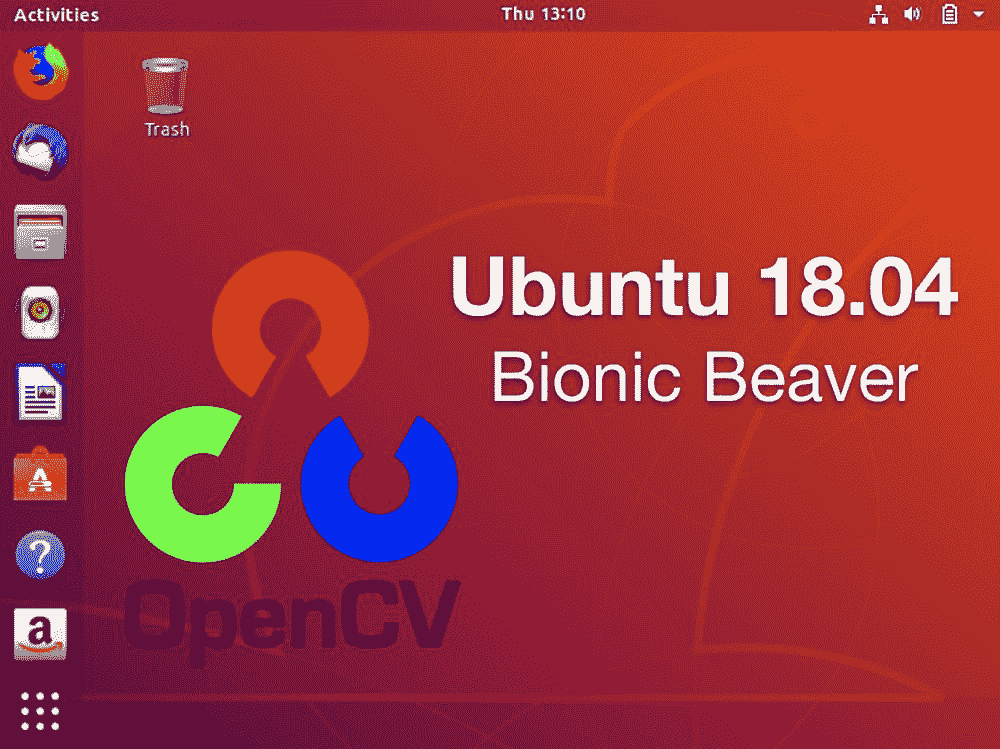 Activities
Thu 13:10
Trash
Ubuntu 18.04
Bionic Beaver
OpenCV
A
?
a